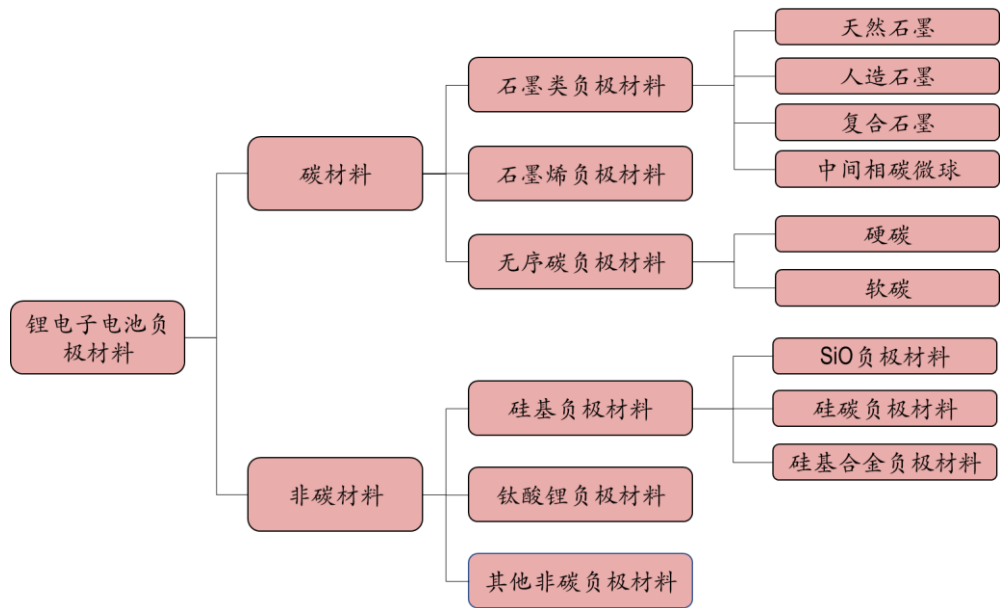 天然石墨
石墨类负极材料
人造石墨
复合石墨
碳材料
石墨烯负极材料
中间相碳微球
无序碳负极材料
硬碳
软碳
锂电子电池负
极材料
SiO负极材料
硅基负极材料
硅碳负极材料
硅基合金负极材料
非碳材料
钛酸锂负极材料
其他非碳负极材料